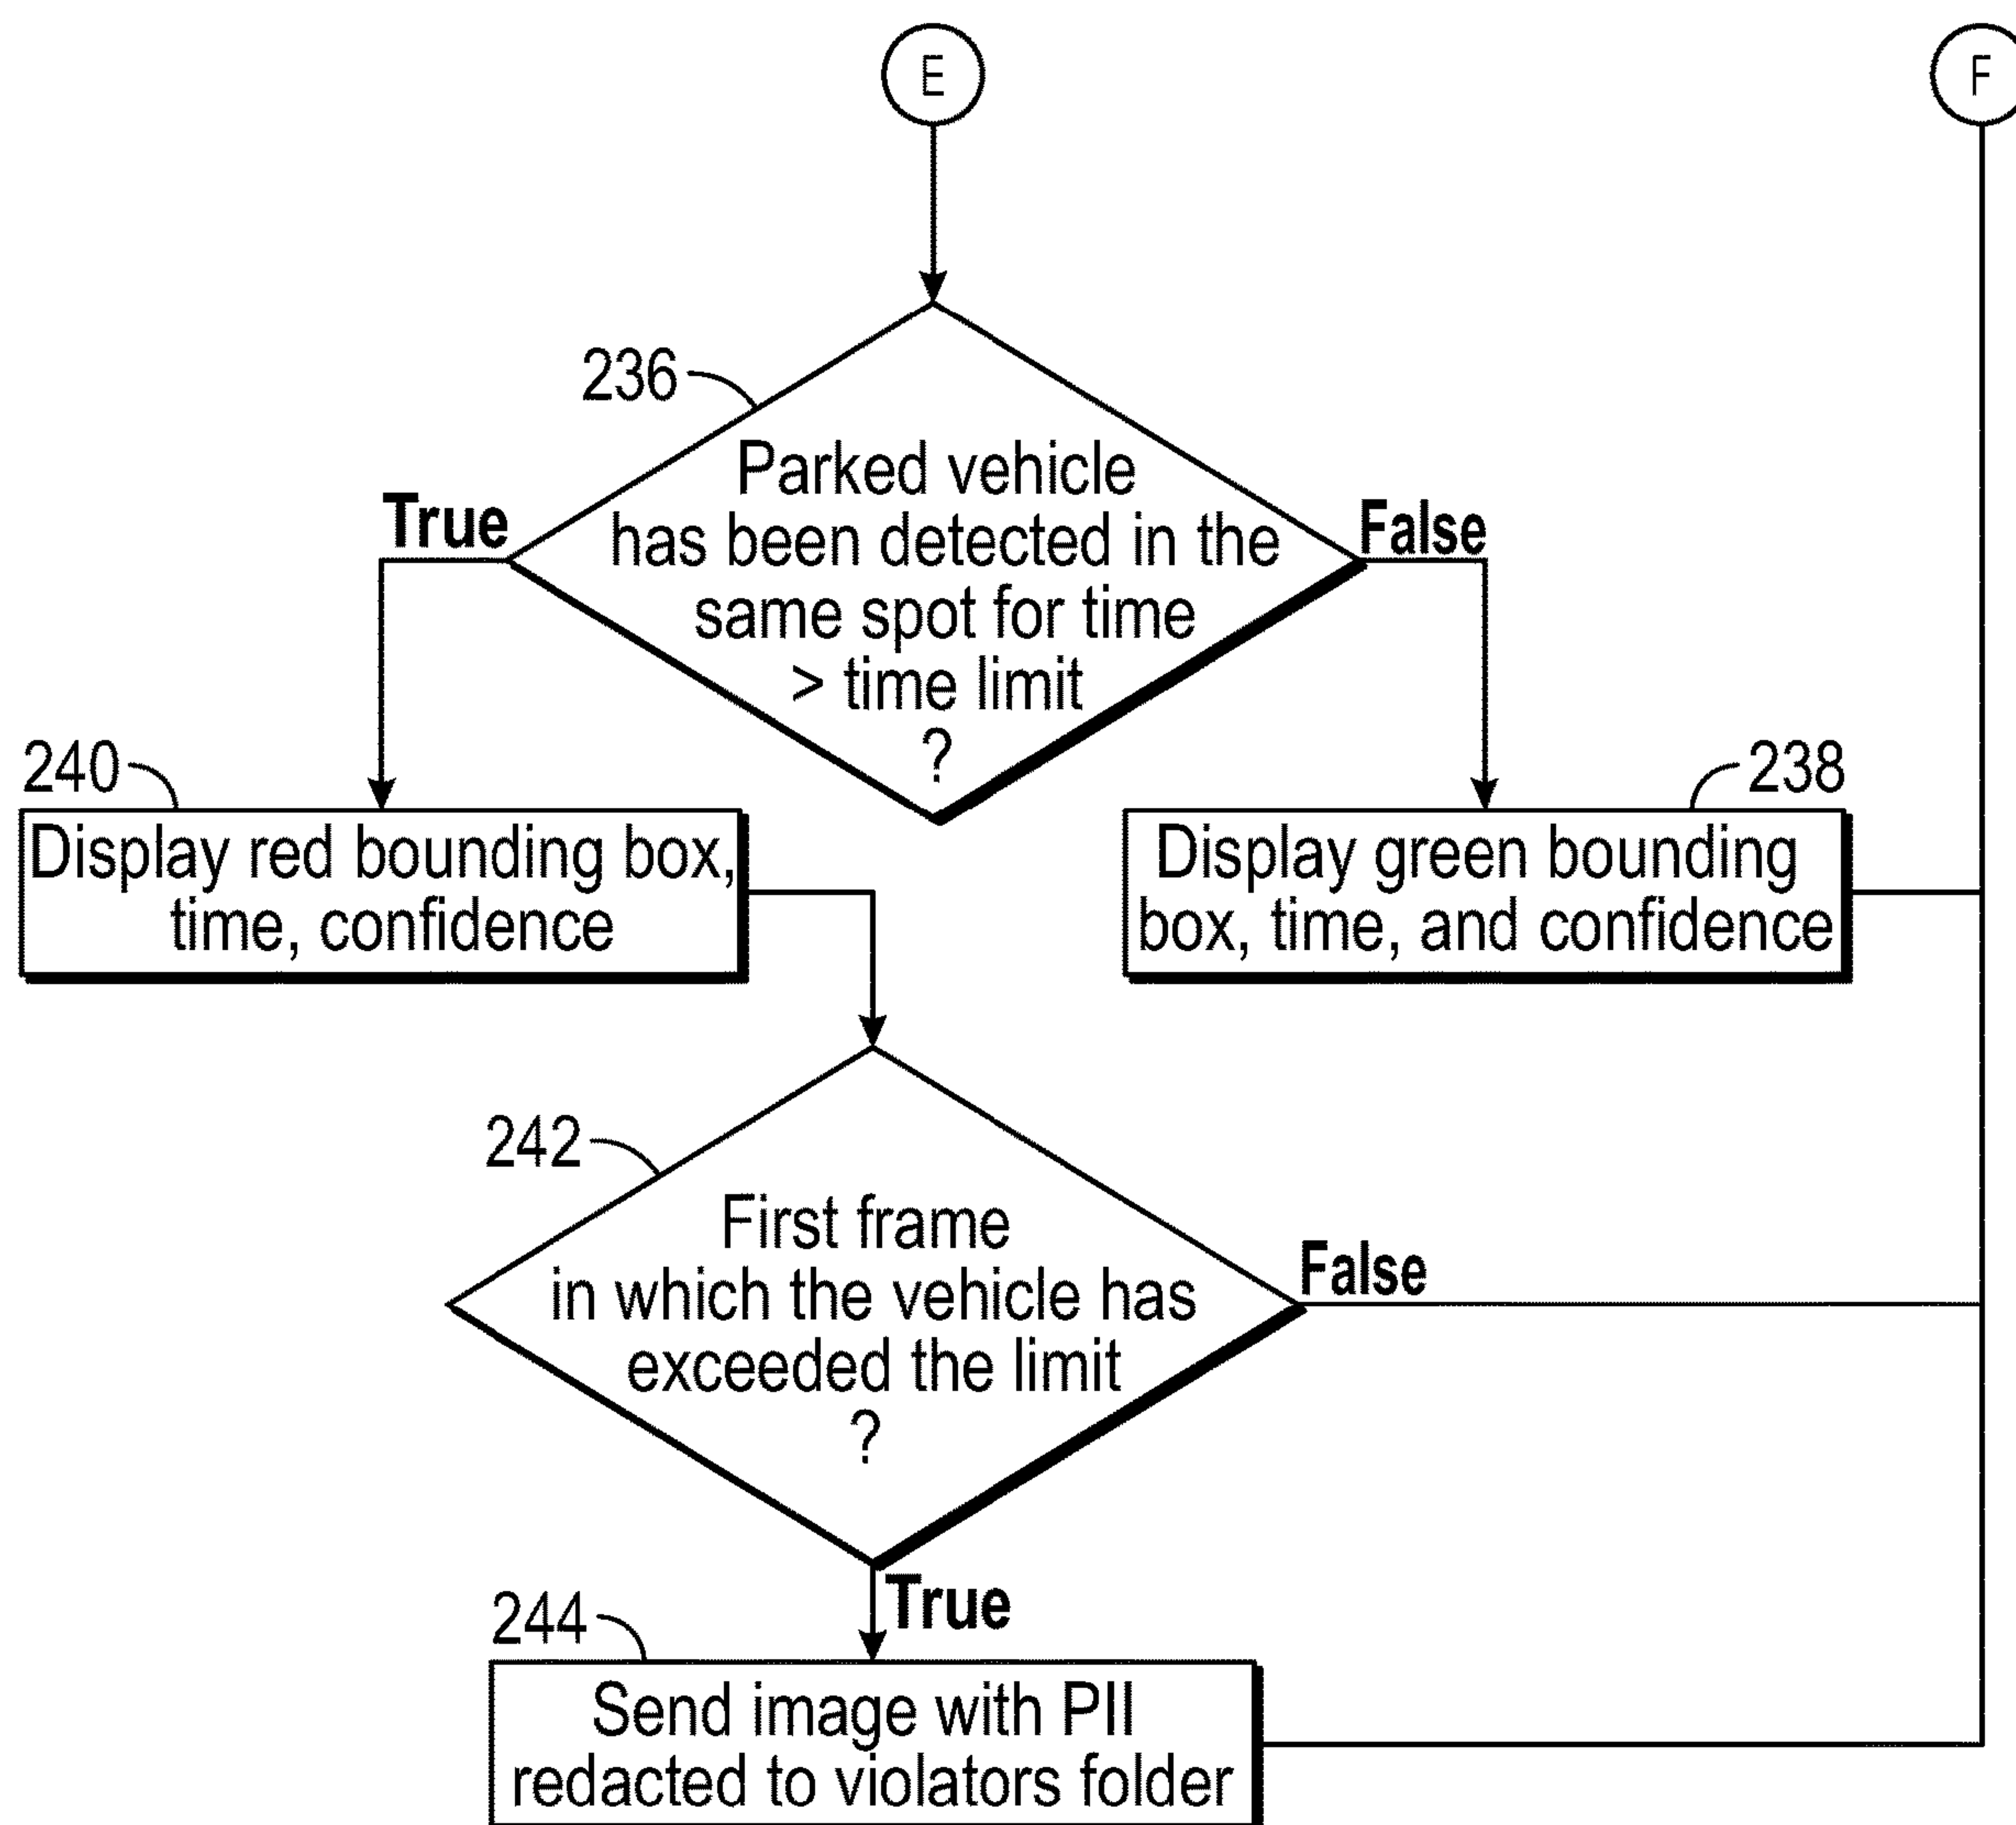 E
F
236
Parked vehicle
has been detected in the
same spot for time
> time limit
?
True
False
240
Display red bounding box,
time, confidence
238
Display green bounding
box, time, and confidence
242
First frame
in which the vehicle has
exceeded the limit
?
False
True
244
Send image with PII
redacted to violators folder